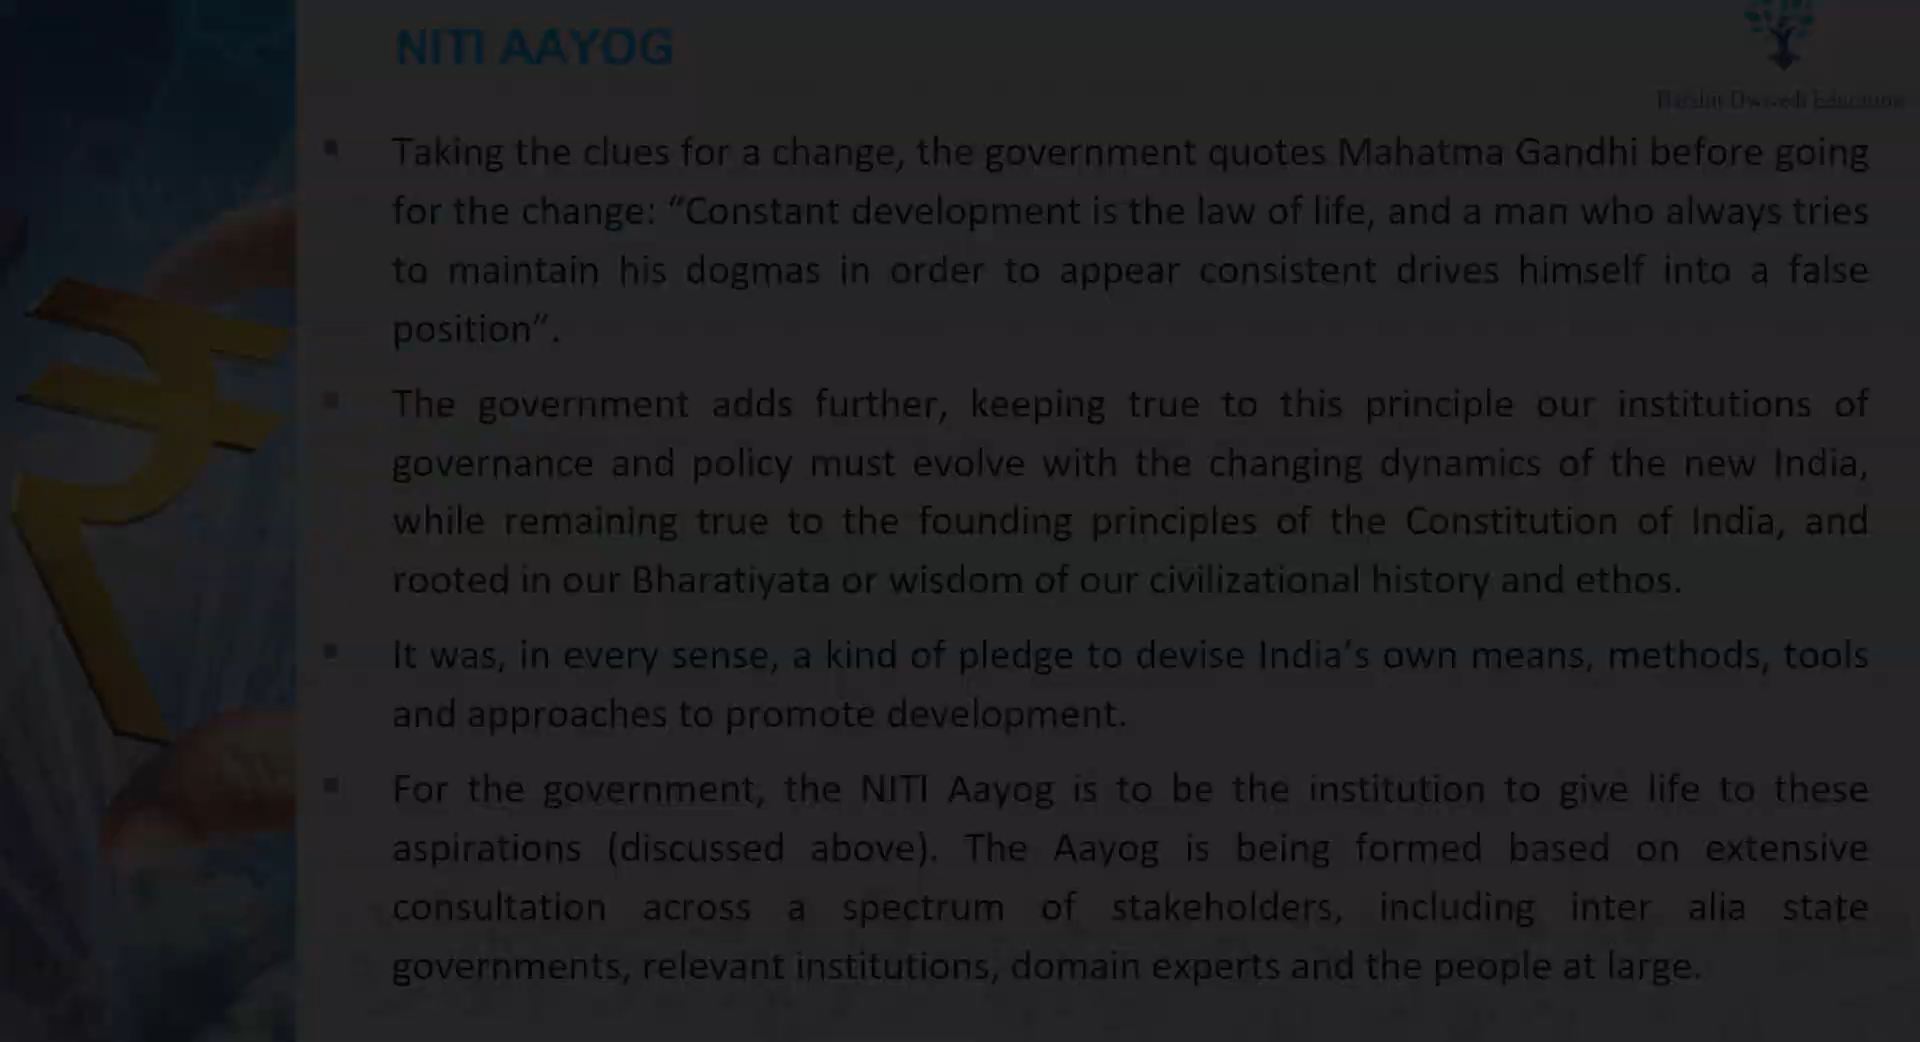 NITI AAYOG
Harshit Dwivedi Education
Taking the clues for a change, the government quotes Mahatma Gandhi before going
for the change: “Constant development is the law of life, and a man who always tries
to maintain his dogmas in order to appear consistent drives himself into a false
position”.
The government adds further, keeping true to this principle our institutions of
governance and policy must evolve with the changing dynamics of the new India,
while remaining true to the founding principles of the Constitution of India, and
rooted in our Bharatiyata or wisdom of our civilizational history and ethos.
It was, in every sense, a kind of pledge to devise India’s own means, methods, tools
and approaches to promote development.
For the government, the NITI Aayog is to be the institution to give life to these
aspirations (discussed above). The Aayog is being formed based on extensive
consultation across a spectrum of stakeholders, including inter alia state
governments, relevant institutions, domain experts and the people at large.